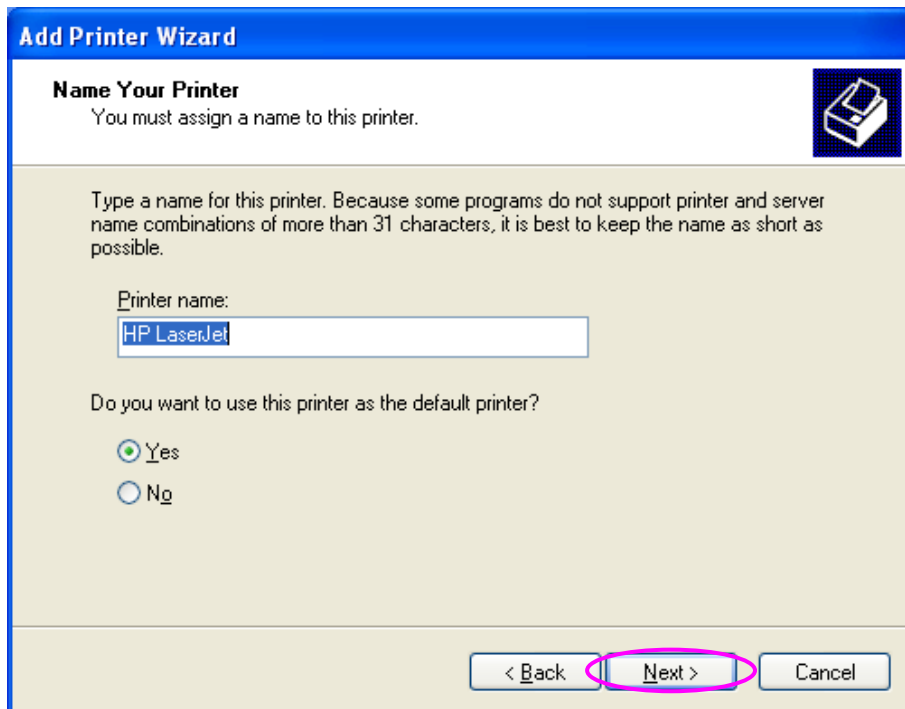 Add Printer Wizard
Name Your Printer
You must assign a name to this printer.
Type a name for this printer. Because some programs do not support printer and server
name combinations of more than 31 characters, it is best to keep the name as short as
possible.
Printer name:
HP LaserJet
Do you want to use this printer as the default printer?
Yes
No
< Back Next > Cancel